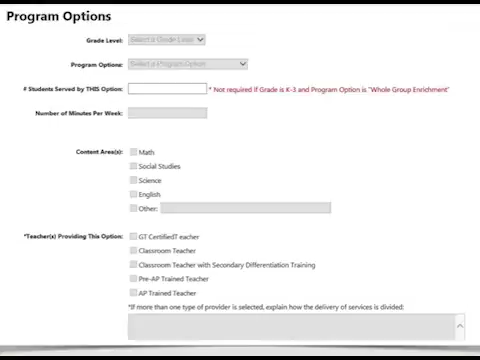 Program Options
Grade Level: Select a Grade Level
Program Options: Select a Program Option
# Students Served by THIS Option: * Not required if Grade is K-3 and Program Option is "Whole Group Enrichment"
Number of Minutes Per Week:
Content Area(s): Math
Social Studies
Science
English
Other:
*Teacher(s) Providing This Option: GT CertifiedT eacher
Classroom Teacher
Classroom Teacher with Secondary Differentiation Training
Pre-AP Trained Teacher
AP Trained Teacher
*If more than one type of provider is selected, explain how the delivery of services is divided: